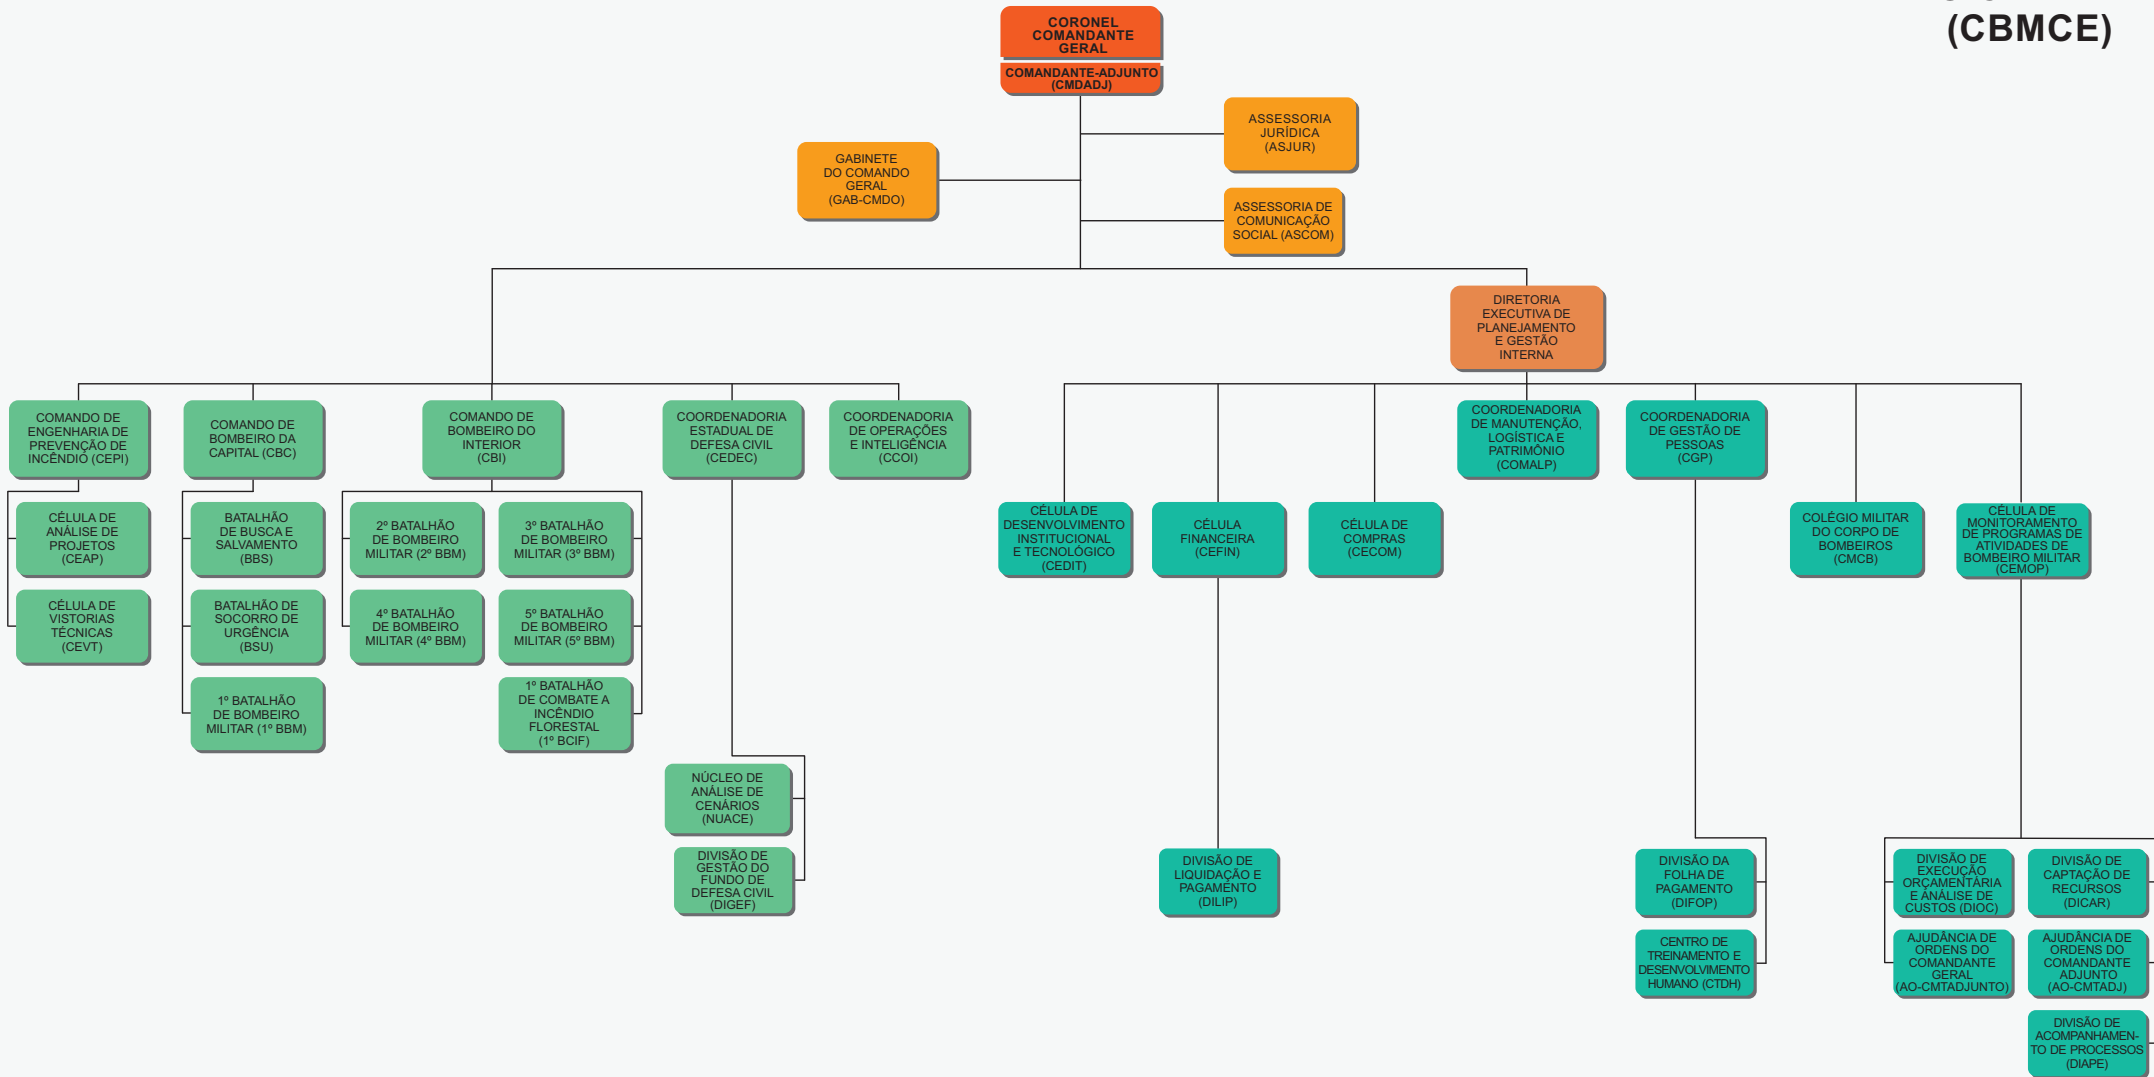 (CBMCE)
CORONEL
COMANDANTE
GERAL
COMANDANTE-ADJUNTO
(CMDADJ)
ASSESSORIA
JURÍDICA
(ASJUR)
GABINETE
DO COMANDO
GERAL
(GAB-CMDO)
ASSESSORIA DE
COMUNICAÇÃO
SOCIAL (ASCOM)
DIRETORIA
EXECUTIVA DE
PLANEJAMENTO
E GESTÃO
INTERNA
COMANDO DE
ENGENHARIA DE
PREVENÇÃO DE
INCÊNDIO (CEPI)
COMANDO DE
BOMBEIRO DA
CAPITAL (CBC)
COMANDO DE
BOMBEIRO DO
INTERIOR
(CBI)
COORDENADORIA
ESTADUAL DE
DEFESA CIVIL
(CEDEC)
COORDENADORIA
DE OPERAÇÕES
E INTELIGÊNCIA
(CCOI)
COORDENADORIA
DE MANUTENÇÃO,
LOGÍSTICA E
PATRIMÔNIO
(COMALP)
COORDENADORIA
DE GESTÃO DE
PESSOAS
(CGP)
CÉLULA DE
ANÁLISE DE
PROJETOS
(CEAP)
BATALHÃO
DE BUSCA E
SALVAMENTO
(BBS)
2º BATALHÃO
DE BOMBEIRO
MILITAR (2º BBM)
3º BATALHÃO
DE BOMBEIRO
MILITAR (3º BBM)
CÉLULA DE
DESENVOLVIMENTO
INSTITUCIONAL
E TECNOLÓGICO
(CEDIT)
CÉLULA
FINANCEIRA
(CEFIN)
CÉLULA DE
COMPRAS
(CECOM)
COLÉGIO MILITAR
DO CORPO DE
BOMBEIROS
(CMCB)
CÉLULA DE
MONITORAMENTO
DE PROGRAMAS DE
ATIVIDADES DE
BOMBEIRO MILITAR
(CEMOP)
CÉLULA DE
VISTORIAS
TÉCNICAS
(CEVT)
BATALHÃO DE
SOCORRO DE
URGÊNCIA
(BSU)
4º BATALHÃO
DE BOMBEIRO
MILITAR (4º BBM)
5º BATALHÃO
DE BOMBEIRO
MILITAR (5º BBM)
1º BATALHÃO
DE BOMBEIRO
MILITAR (1º BBM)
1º BATALHÃO
DE COMBATE A
INCÊNDIO
FLORESTAL
(1º BCIF)
NÚCLEO DE
ANÁLISE DE
CENÁRIOS
(NUACE)
DIVISÃO DE
GESTÃO DO
FUNDO DE
DEFESA CIVIL
(DIGEF)
DIVISÃO DE
LIQUIDAÇÃO E
PAGAMENTO
(DILIP)
DIVISÃO DA
FOLHA DE
PAGAMENTO
(DIFOP)
DIVISÃO DE
EXECUÇÃO
ORÇAMENTÁRIA
E ANÁLISE DE
CUSTOS (DIOC)
DIVISÃO DE
CAPTAÇÃO DE
RECURSOS
(DICAR)
CENTRO DE
TREINAMENTO E
DESENVOLVIMENTO
HUMANO (CTDH)
AJUDÂNCIA DE
ORDENS DO
COMANDANTE
GERAL
(AO-CMTADJUNTO)
AJUDÂNCIA DE
ORDENS DO
COMANDANTE
ADJUNTO
(AO-CMTADJ)
DIVISÃO DE
ACOMPANHAMEN-
TO DE PROCESSOS
(DIAPE)